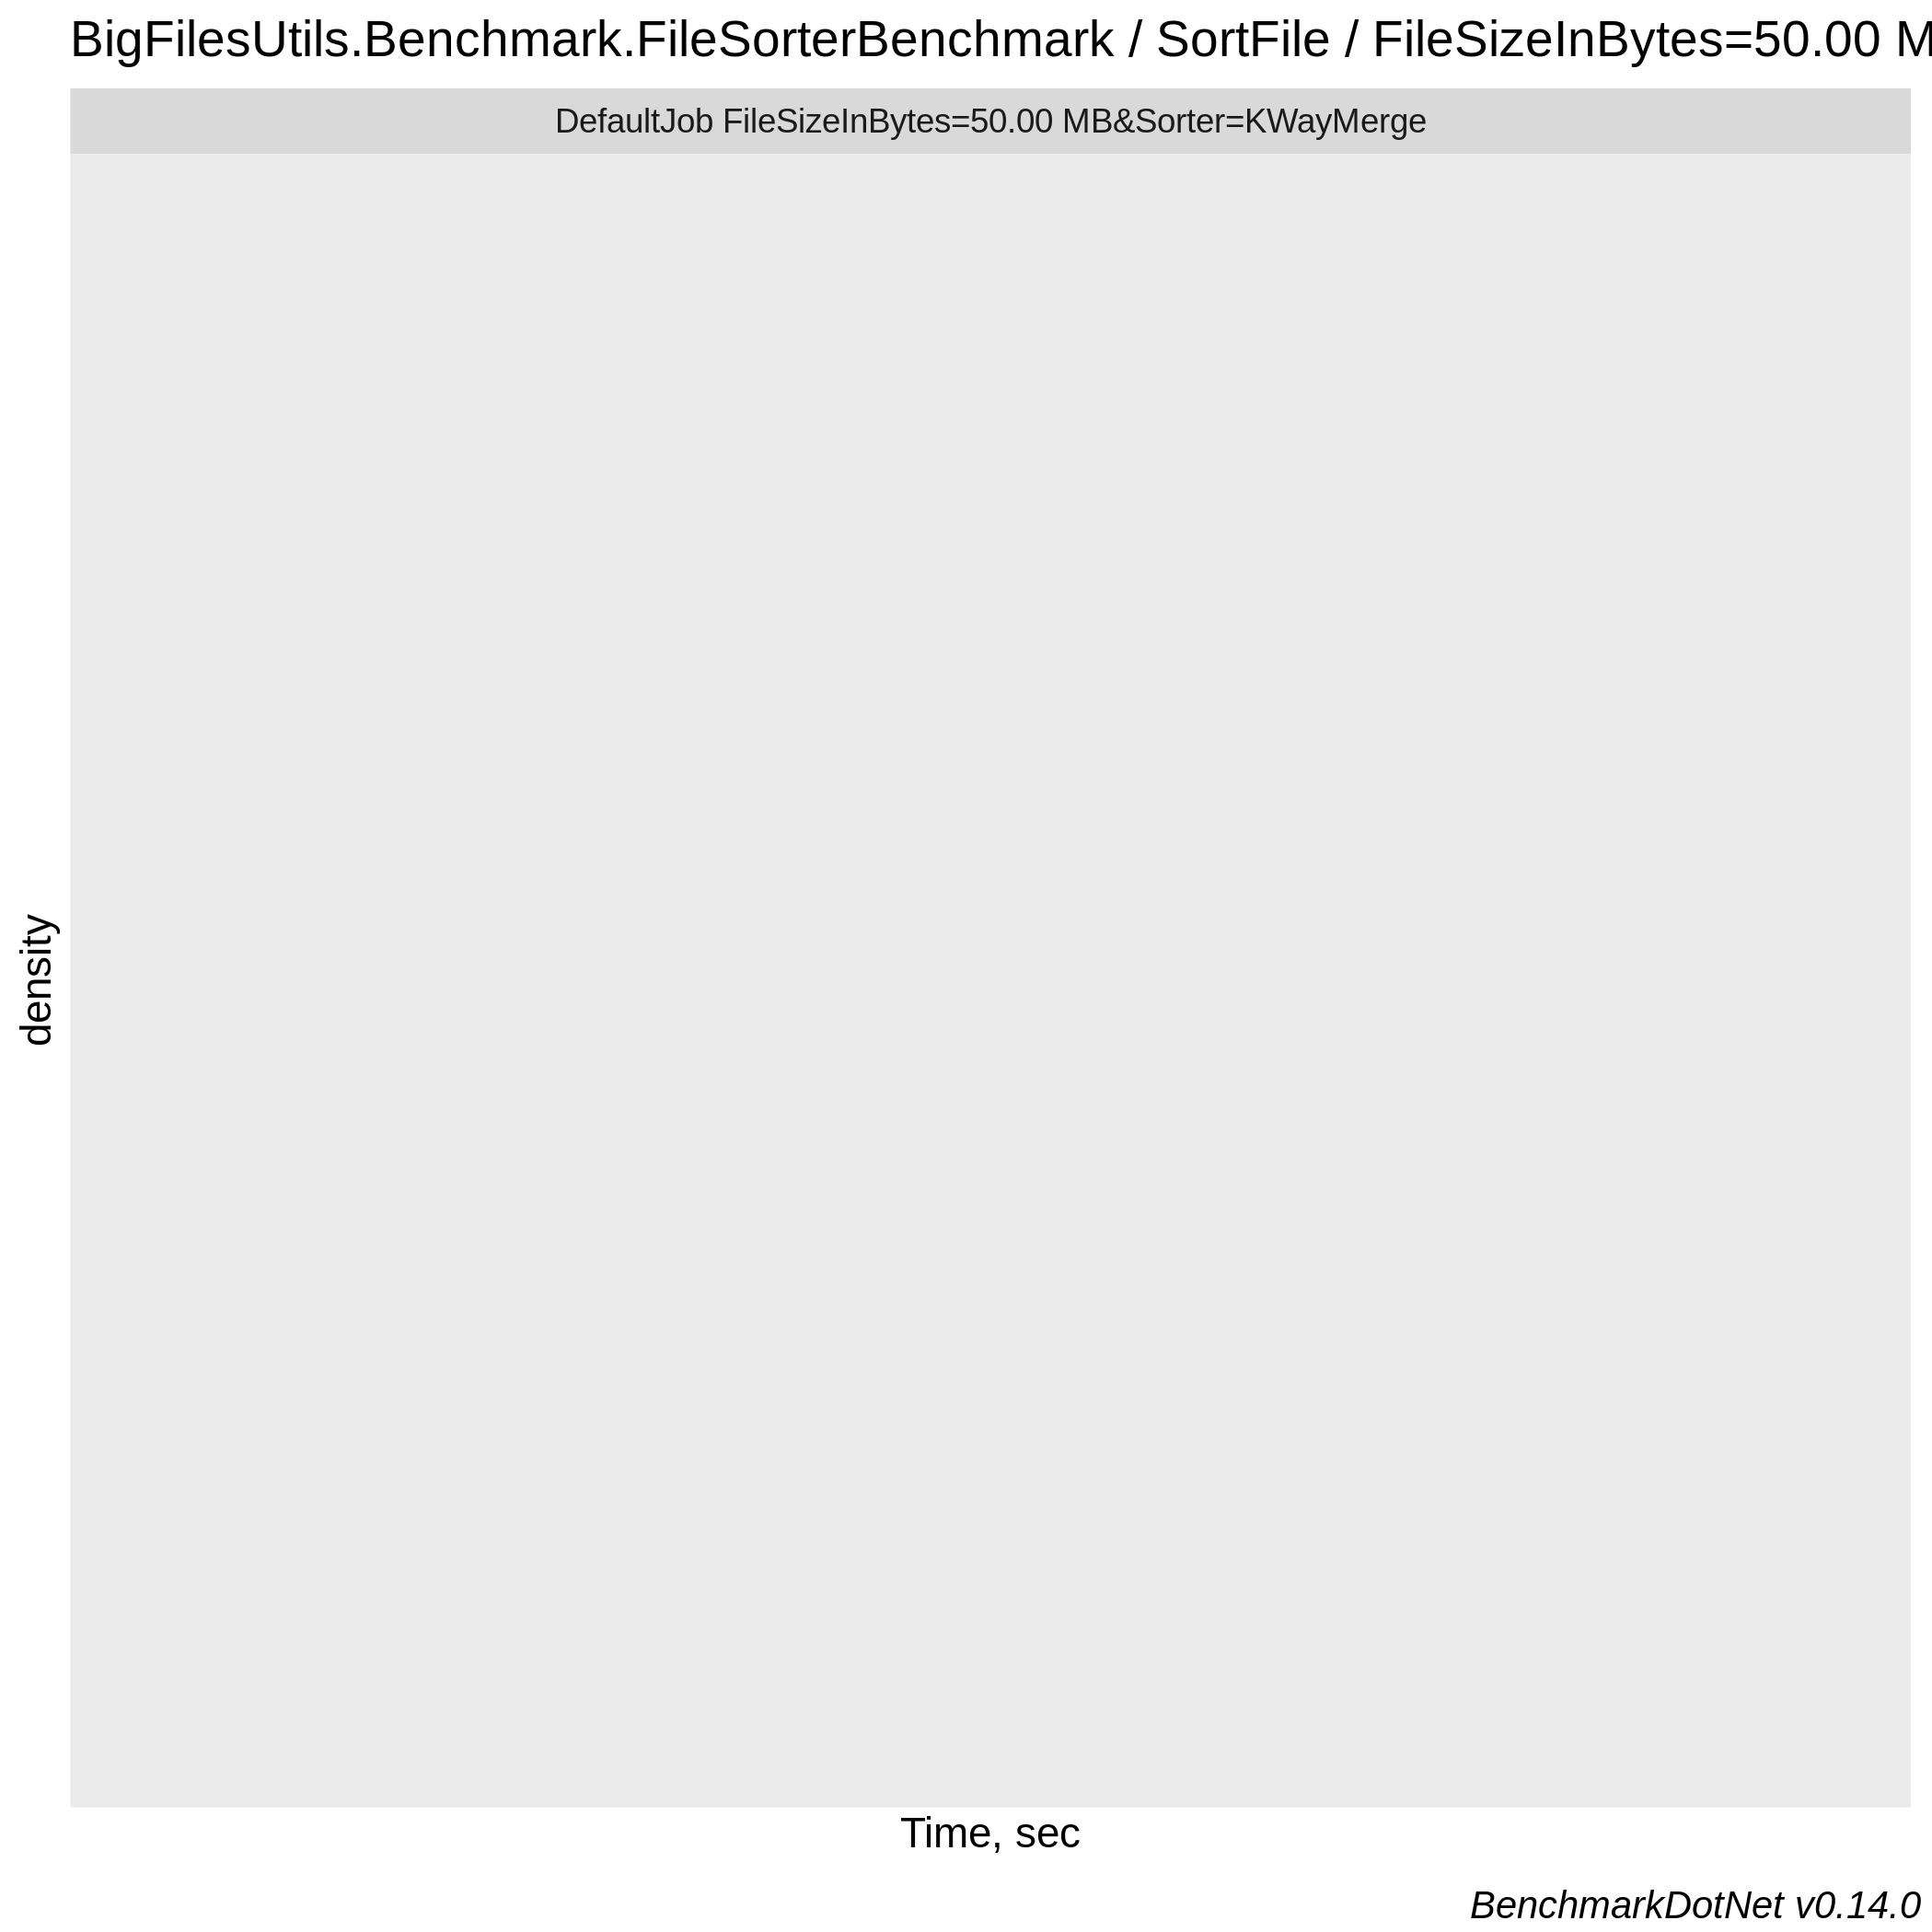 BigFilesUtils.Benchmark.FileSorterBenchmark / SortFile / FileSizeInBytes=50.00 M
DefaultJob FileSizeInBytes=50.00 MB&Sorter=KWayMerge
density
Time, sec
BenchmarkDotNet v0.14.0